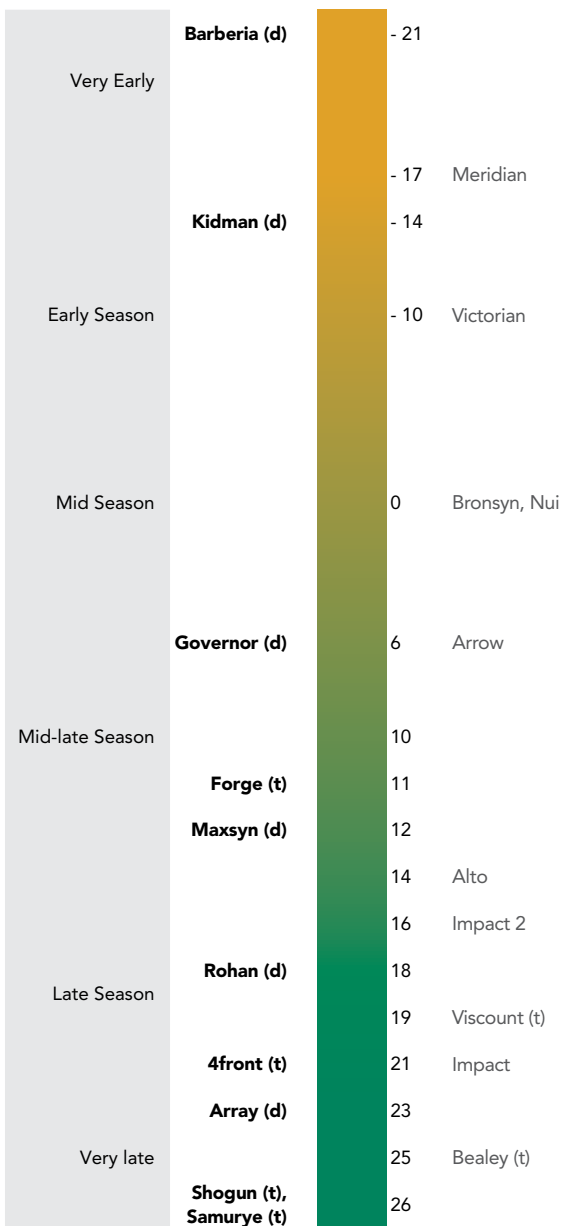 Barberia (d) - 21
Very Early
- 17 Meridian
Kidman (d) - 14
Early Season - 10 Victorian
Mid Season 0 Bronsyn, Nui
Governor (d) 6 Arrow
Mid-late Season 10
Forge (t) 11
Maxsyn (d) 12
14 Alto
16 Impact 2
Rohan (d) 18
Late Season
19 Viscount (t)
4front (t) 21 Impact
Array (d) 23
Very late 25 Bealey (t)
Shogun (t),
Samurye (t) 26